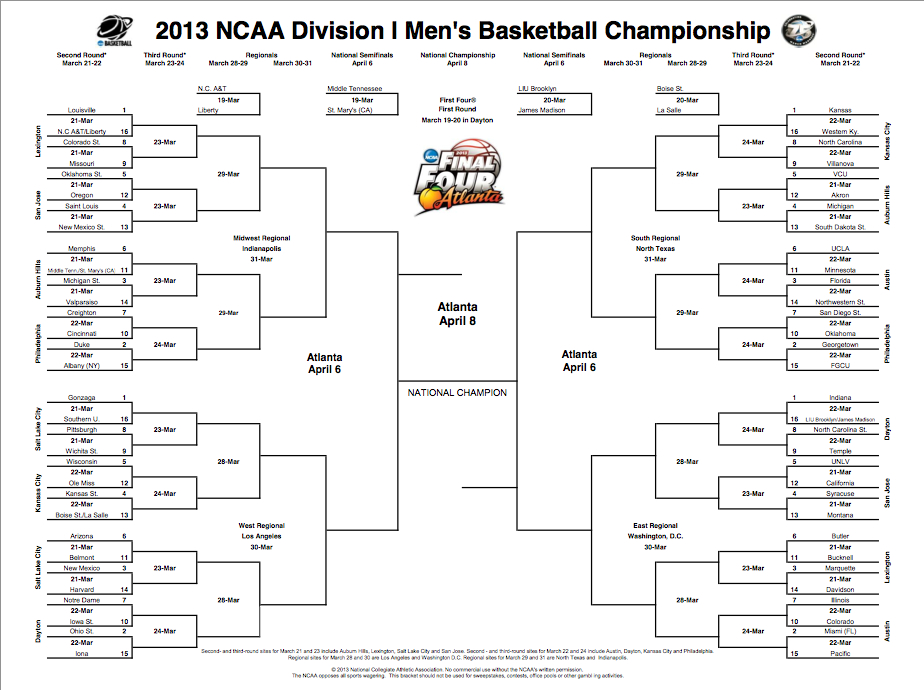 2013 NCAA Division I Men's Basketball Championship
Second Round*
March 21-22
Third Round*
March 23-24
Regionals
March 28-29 March 30-31
National Semifinals
April 6
National Championship
April 8
National Semifinals
April 6
Regionals
March 30-31 March 28-29
Third Round*
March 23-24
Second Round*
March 21-22
N.C. A&T
19-Mar
Liberty
Middle Tennessee
19-Mar
St. Mary's (CA)
First Four®
First Round
March 19-20 in Dayton
LIU Brooklyn
20-Mar
James Madison
Boise St.
20-Mar
La Salle
NCAA
FINAL
FOUR
Atlanta
Lexington
Louisville 1
21-Mar
N.C A&T/Liberty 16
Colorado St. 8
21-Mar
Missouri 9
23-Mar
San Jose
Oklahoma St. 5
21-Mar
Oregon 12
Saint Louis 4
21-Mar
New Mexico St. 13
23-Mar
29-Mar
Midwest Regional
Indianapolis
31-Mar
Auburn Hills
Memphis 6
21-Mar
Middle Tenn./St. Mary's (CA) 11
Michigan St. 3
21-Mar
Valparaiso 14
23-Mar
Philadelphia
Creighton 7
22-Mar
Cincinnati 10
Duke 2
22-Mar
Albany (NY) 15
24-Mar
29-Mar
Atlanta
April 6
Salt Lake City
Gonzaga 1
21-Mar
Southern U. 16
Pittsburgh 8
21-Mar
Wichita St. 9
23-Mar
Kansas City
Wisconsin 5
22-Mar
Ole Miss 12
Kansas St. 4
22-Mar
Boise St./La Salle 13
24-Mar
28-Mar
West Regional
Los Angeles
30-Mar
Salt Lake City
Arizona 6
21-Mar
Belmont 11
New Mexico 3
21-Mar
Harvard 14
23-Mar
Dayton
Notre Dame 7
22-Mar
Iowa St. 10
Ohio St. 2
22-Mar
Iona 15
24-Mar
28-Mar
Atlanta
April 8
NATIONAL CHAMPION
Kansas City
1 Kansas
22-Mar
16 Western Ky.
8 North Carolina
22-Mar
9 Villanova
24-Mar
Auburn Hills
5 VCU
21-Mar
12 Akron
4 Michigan
21-Mar
13 South Dakota St.
23-Mar
29-Mar
South Regional
North Texas
31-Mar
Austin
6 UCLA
22-Mar
11 Minnesota
3 Florida
22-Mar
14 Northwestern St.
24-Mar
Philadelphia
7 San Diego St.
22-Mar
10 Oklahoma
2 Georgetown
22-Mar
15 FGCU
24-Mar
29-Mar
Atlanta
April 6
Dayton
1 Indiana
22-Mar
16 LIU Brooklyn/James Madison
8 North Carolina St.
22-Mar
9 Temple
24-Mar
San Jose
5 UNLV
21-Mar
12 California
4 Syracuse
21-Mar
13 Montana
23-Mar
28-Mar
East Regional
Washington, D.C.
30-Mar
Lexington
6 Butler
21-Mar
11 Bucknell
3 Marquette
21-Mar
14 Davidson
23-Mar
Austin
7 Illinois
22-Mar
10 Colorado
2 Miami (FL)
22-Mar
15 Pacific
24-Mar
28-Mar
Second- and third-round sites for March 21 and 23 include Auburn Hills, Lexington, Salt Lake City and San Jose. Second - and third-round sites for March 22 and 24 include Austin, Dayton, Kansas City and Philadelphia.
Regional sites for March 28 and 30 are Los Angeles and Washington D.C. Regional sites for March 29 and 31 are North Texas and Indianapolis.
© 2013 National Collegiate Athletic Association. No commercial use without the NCAA's written permission.
The NCAA opposes all sports wagering. This bracket should not be used for sweepstakes, contests, office pools or other gambling activities.